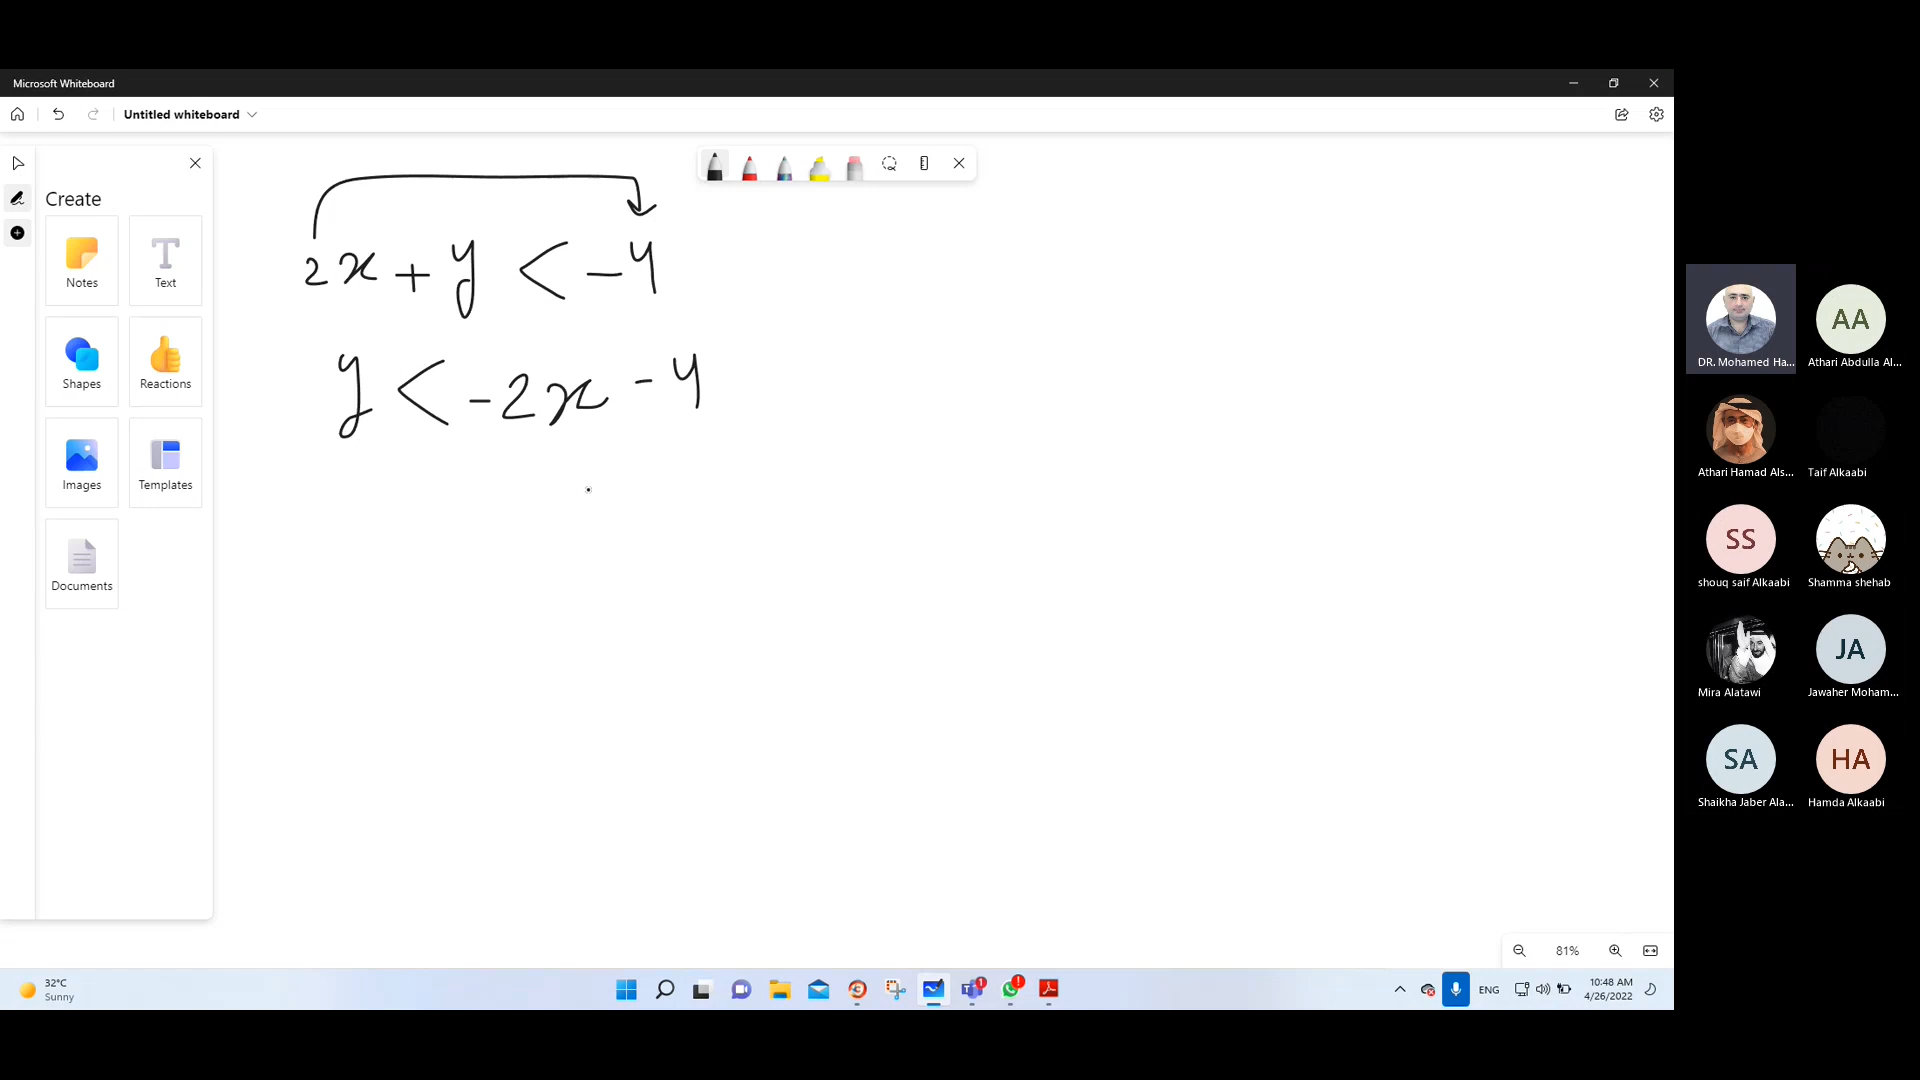 Microsoft Whiteboard
Untitled whiteboard
Create
Notes
Text
Shapes
Reactions
Images
Templates
Documents
2x + y < -4
y < -2x - 4
81%
32°C
Sunny
1
!
ENG
10:48 AM
4/26/2022
DR. Mohamed Ha...
AA
Athari Abdulla Al...
Athari Hamad Als...
Taif Alkaabi
SS
shouq saif Alkaabi
Shamma shehab
Mira Alatawi
JA
Jawaher Moham...
SA
Shaikha Jaber Ala...
HA
Hamda Alkaabi